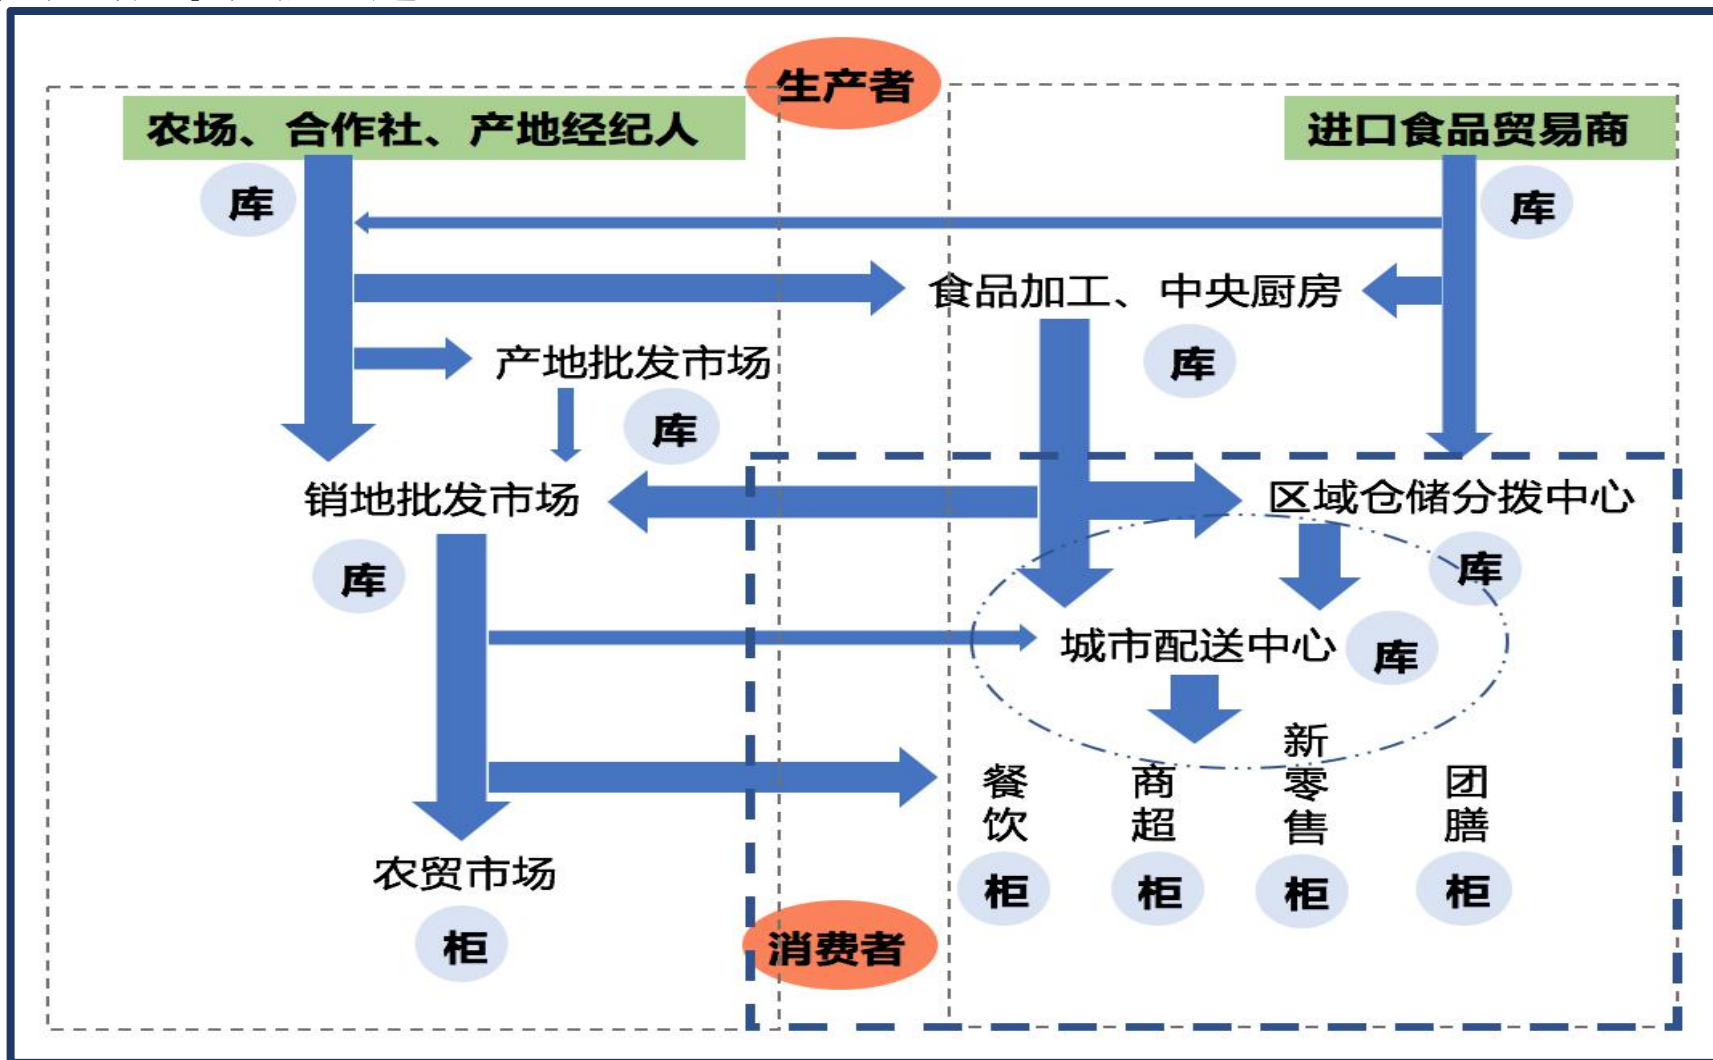 生产者
农场、合作社、产地经纪人
进口食品贸易商
库
库
食品加工、中央厨房
产地批发市场
库
库
销地批发市场
区域仓储分拨中心
库
库
城市配送中心
库
餐饮
商超
新零售
团膳
农贸市场
柜
柜
柜
柜
柜
消费者